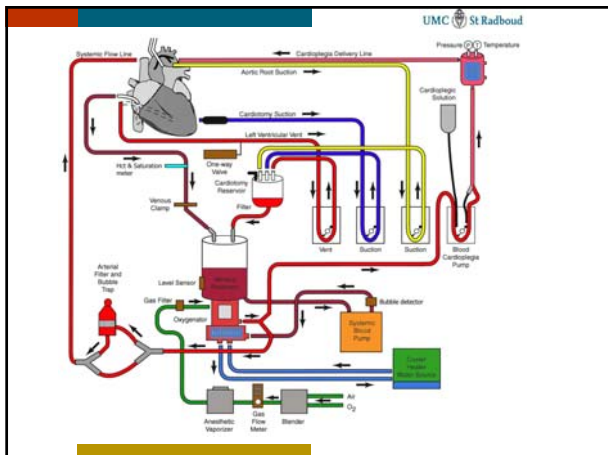 UMC St Radboud
Systemic Flow Line
Cardioplegia Delivery Line
Pressure P T Temperature
Aortic Root Suction
Cardioplegic
Solution
Cardiotomy Suction
Left Ventricular Vent
One-way
Valve
Cardiotomy
Reservoir
Hct & Saturation
meter
Venous
Clamp
Filter
Vent
Suction
Suction
Blood
Cardioplegia
Pump
Arterial
Filter and
Bubble
Trap
Level Sensor
Gas Filter
Oxygenator
Bubble detector
Systemic
Blood
Pump
Cooler
Heater
Water Source
Air
O2
Anesthetic
Vaporizer
Gas
Flow
Meter
Blender